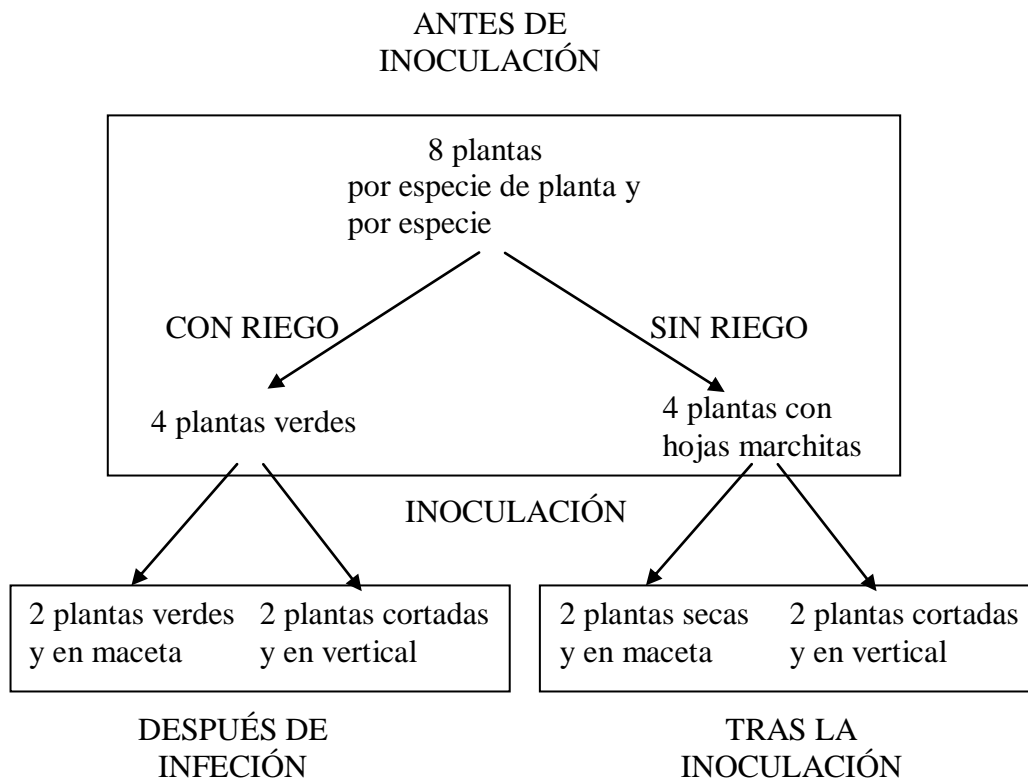 ANTES DE
INOCULACIÓN
8 plantas
por especie de planta y
por especie
CON RIEGO
SIN RIEGO
4 plantas verdes
4 plantas con
hojas marchitas
INOCULACIÓN
2 plantas verdes
y en maceta
2 plantas cortadas
y en vertical
2 plantas secas
y en maceta
2 plantas cortadas
y en vertical
DESPUÉS DE
INFECIÓN
TRAS LA
INOCULACIÓN